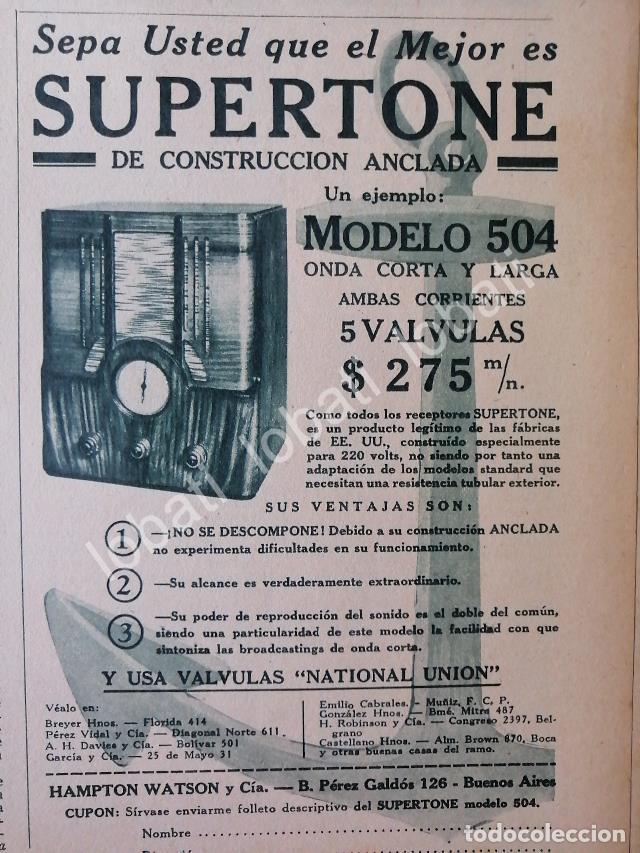 Sepa Usted que el Mejor es
SUPERTONE
DE CONSTRUCCION ANCLADA
Un ejemplo:
MODELO 504
ONDA CORTA Y LARGA
AMBAS CORRIENTES
5 VALVULAS
$ 275 m/n.
Como todos los receptores SUPERTONE,
es un producto legítimo de las fábricas
de EE. UU., construído especialmente
para 220 volts, no siendo por tanto una
adaptación de los modelos standard que
necesitan una resistencia tubular exterior.
SUS VENTAJAS SON:
1 —¡NO SE DESCOMPONE! Debido a su construcción ANCLADA
no experimenta dificultades en su funcionamiento.
2 —Su alcance es verdaderamente extraordinario.
3 —Su poder de reproducción del sonido es el doble del común,
siendo una particularidad de este modelo la facilidad con que
sintoniza las broadcastings de onda corta.
Y USA VALVULAS "NATIONAL UNION"
Véalo en:
Breyer Hnos. — Florida 414
Pérez Vidal y Cía. — Diagonal Norte 611.
A. H. Davies y Cía. — Bolívar 501
García y Cía. — 25 de Mayo 31
Emilio Cabrales. - Muñiz, F. C. P.
González Hnos. — Bmé. Mitre 487
H. Robinson y Cía. — Congreso 2397, Bel-
grano
Castellano Hnos. — Alm. Brown 870, Boca
y otras buenas casas del ramo.
HAMPTON WATSON y Cía. — B. Pérez Galdós 126 - Buenos Aires
CUPON: Sírvase enviarme folleto descriptivo del SUPERTONE modelo 504.
Nombre
lobati lobati lobati lobati
todocoleccion.net